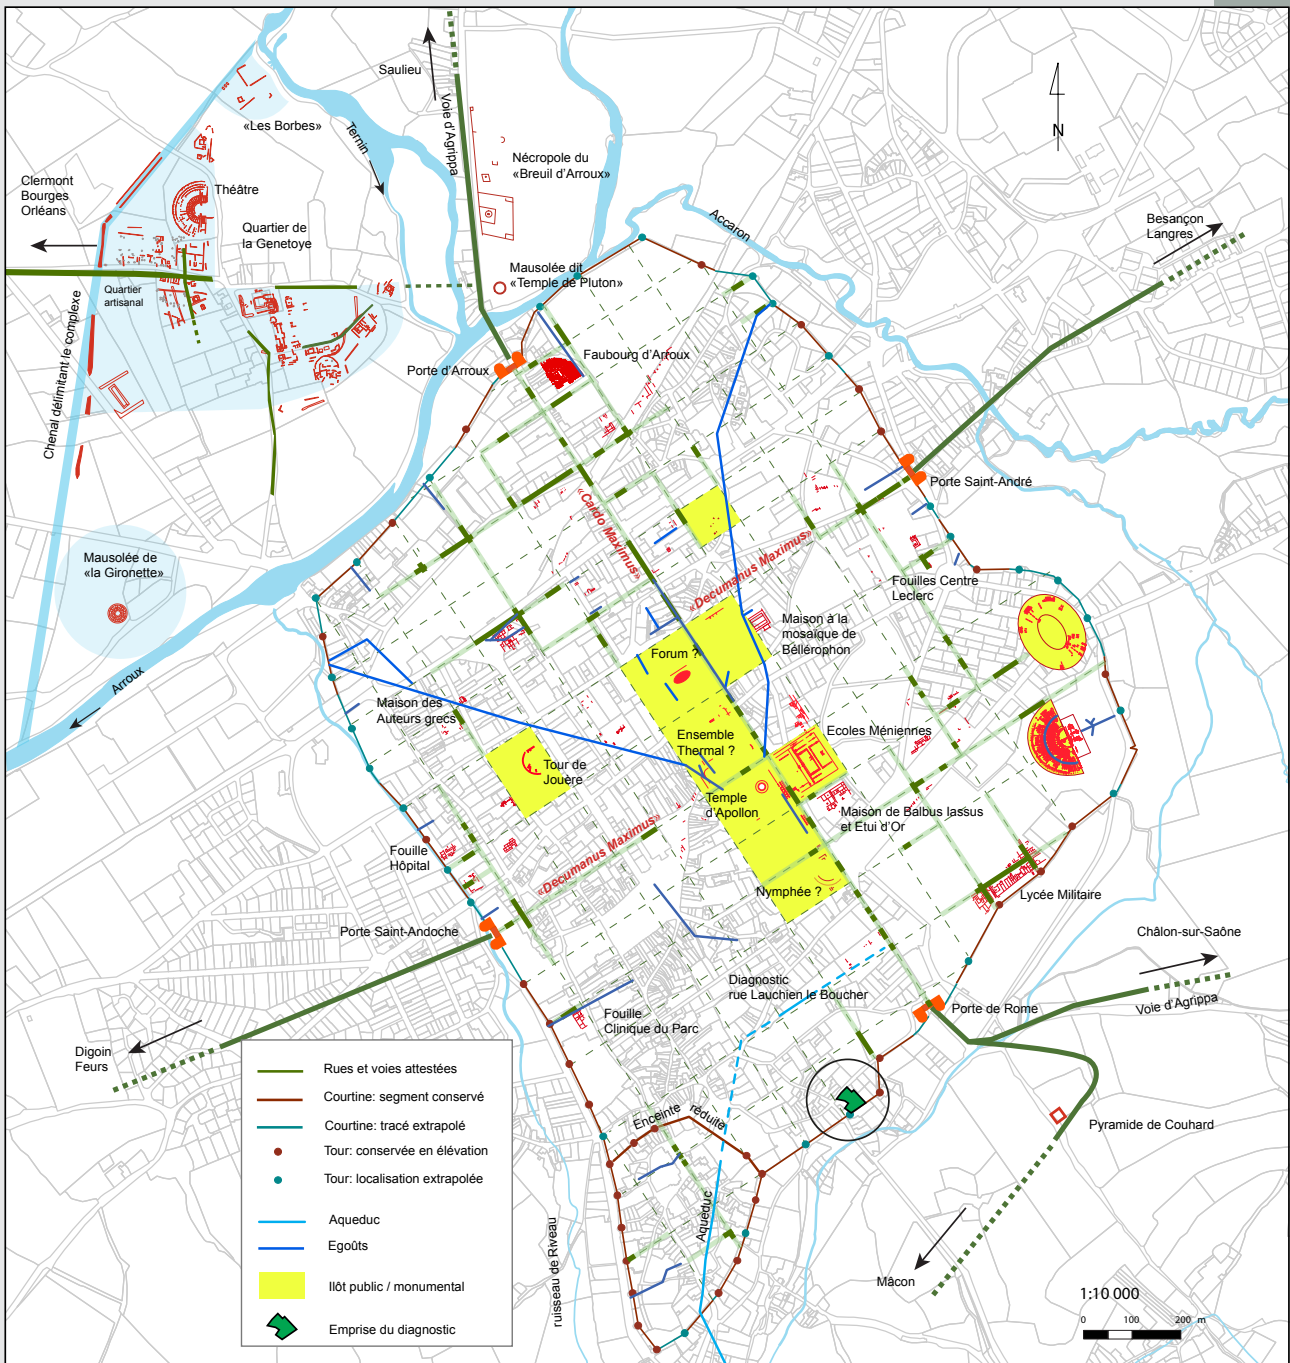 Saulieu
Voie d'Agrippa
N
«Les Borbes»
Ternin
Nécropole du
«Breuil d'Arroux»
Clermont
Bourges
Orléans
Théâtre
Quartier de
la Genetoye
Accaron
Besançon
Langres
Mausolée dit
«Temple de Pluton»
Quartier
artisanal
Chenal délimitant le complexe
Porte d'Arroux
Faubourg d'Arroux
Porte Saint-André
«Cardo Maximus»
«Decumanus Maximus»
Mausolée de
«la Gironette»
Fouilles Centre
Leclerc
Maison à la
mosaïque de
Béllérophon
Forum ?
Arroux
Maison des
Auteurs grecs
Ensemble
Thermal ?
Ecoles Méniennes
Tour de
Jouère
Temple
d'Apollon
Maison de Balbus Iassus
et Etui d'Or
«Decumanus Maximus»
Fouille
Hôpital
Nymphée ?
Lycée Militaire
Porte Saint-Andoche
Châlon-sur-Saône
Diagnostic
rue Lauchien le Boucher
Voie d'Agrippa
Porte de Rome
Fouille
Clinique du Parc
Digoin
Feurs
Enceinte réduite
Pyramide de Couhard
Aqueduc
ruisseau de Riveau
Mâcon
Rues et voies attestées
Courtine: segment conservé
Courtine: tracé extrapolé
Tour: conservée en élévation
Tour: localisation extrapolée
Aqueduc
Egoûts
Ilôt public / monumental
Emprise du diagnostic
1:10 000
0 100 200 m